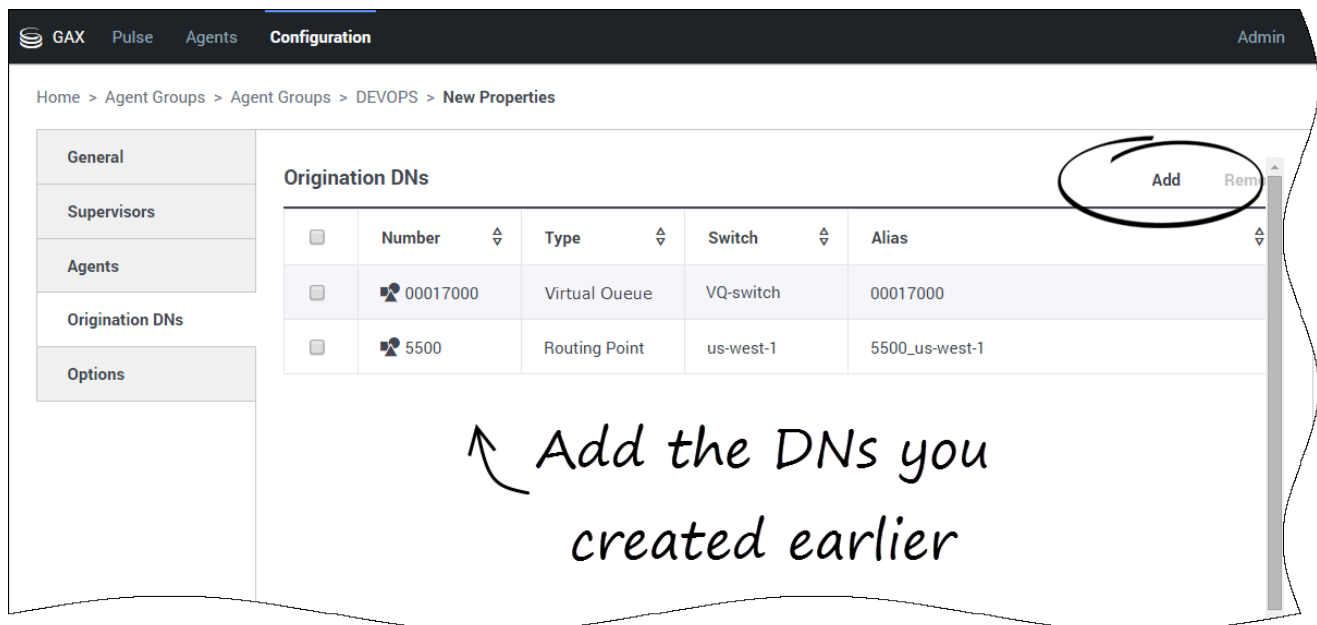 GAX Pulse Agents Configuration Admin
Home > Agent Groups > Agent Groups > DEVOPS > New Properties
General
Supervisors
Agents
Origination DNs
Options
Origination DNs Add Remo
Number Type Switch Alias
00017000 Virtual Queue VQ-switch 00017000
5500 Routing Point us-west-1 5500_us-west-1
Add the DNs you
created earlier